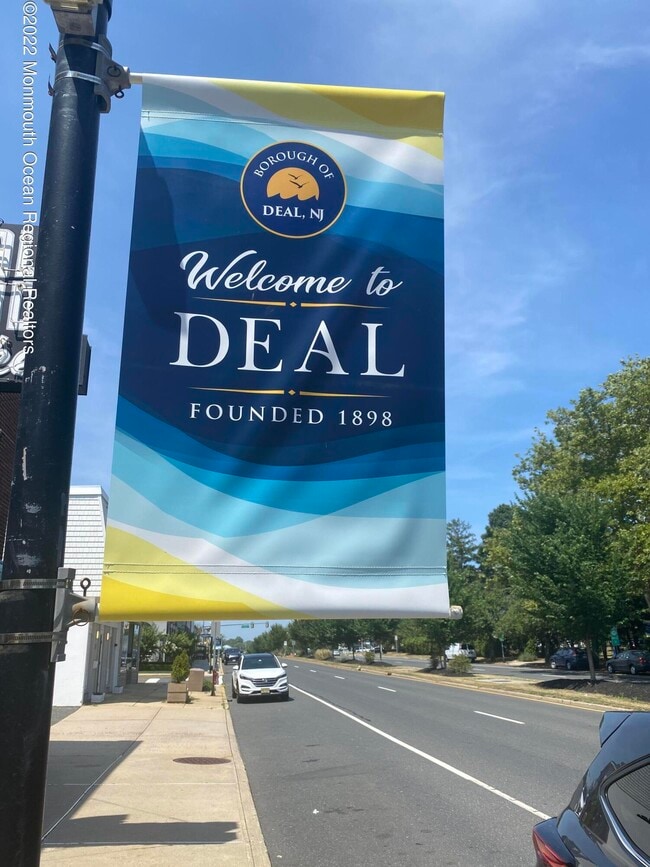 ©2022 Monmouth Ocean Regional Realtors
BOROUGH OF
DEAL, NJ
Welcome to
DEAL
FOUNDED 1898